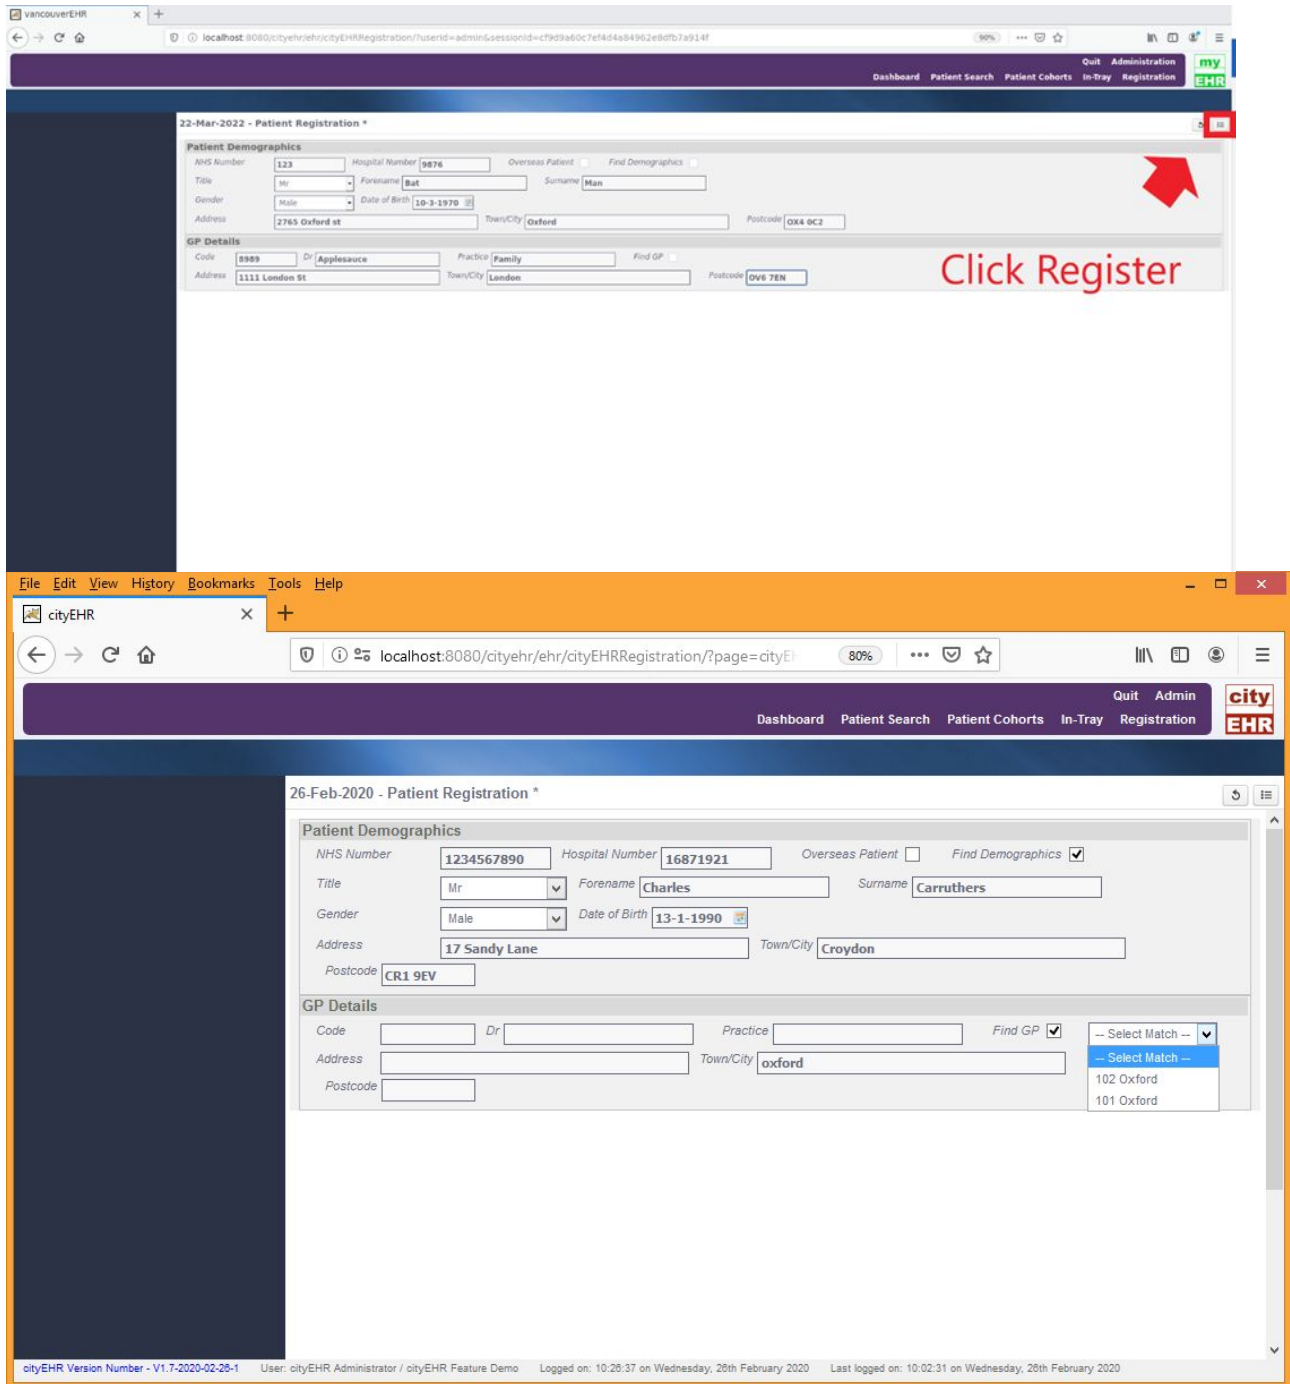 vancouverEHR × +
localhost:8080/cityehr/ehr/cityEHRRegistration/?userId=admin&sessionId=cf9d9a60c7ef4d4a84962e8dfb7a914f 90%
Quit Administration
Dashboard Patient Search Patient Cohorts In-Tray Registration
my
EHR
22-Mar-2022 - Patient Registration *
Patient Demographics
NHS Number 123 Hospital Number 9876 Overseas Patient Find Demographics
Title Mr Forename Bat Surname Man
Gender Male Date of Birth 10-3-1970
Address 2765 Oxford st Town/City Oxford Postcode OX4 0C2
GP Details
Code 8989 Dr Applesauce Practice Family Find GP
Address 1111 London St Town/City London Postcode OV6 7EN
Click Register
File Edit View History Bookmarks Tools Help
cityEHR × +
localhost:8080/cityehr/ehr/cityEHRRegistration/?page=cityEH 80%
Quit Admin
Dashboard Patient Search Patient Cohorts In-Tray Registration
city
EHR
26-Feb-2020 - Patient Registration *
Patient Demographics
NHS Number 1234567890 Hospital Number 16871921 Overseas Patient Find Demographics
Title Mr Forename Charles Surname Carruthers
Gender Male Date of Birth 13-1-1990
Address 17 Sandy Lane Town/City Croydon
Postcode CR1 9EV
GP Details
Code Dr Practice Find GP -- Select Match --
Address Town/City oxford -- Select Match --
Postcode 102 Oxford
101 Oxford
cityEHR Version Number - V1.7-2020-02-26-1 User: cityEHR Administrator / cityEHR Feature Demo Logged on: 10:26:37 on Wednesday, 26th February 2020 Last logged on: 10:02:31 on Wednesday, 26th February 2020